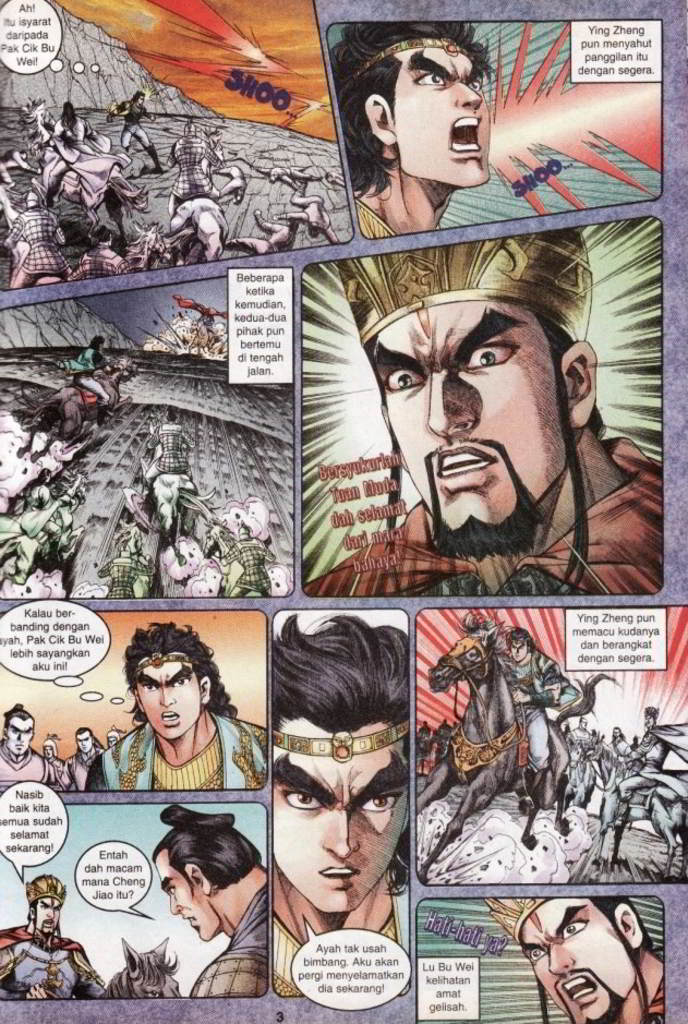 Ah!
Itu isyarat
daripada
Pak Cik Bu
Wei!
SHOO...
Ying Zheng
pun menyahut
panggilan itu
dengan segera.
SHOO...
Beberapa
ketika
kemudian,
kedua-dua
pihak pun
bertemu
di tengah
jalan.
Bersyukurlah
Tuan Muda
dah selamat
dari mara
bahaya!
Kalau ber-
banding dengan
ayah, Pak Cik Bu Wei
lebih sayangkan
aku ini!
Ying Zheng pun
memacu kudanya
dan berangkat
dengan segera.
Nasib
baik kita
semua sudah
selamat
sekarang!
Entah
dah macam
mana Cheng
Jiao itu?
Ayah tak usah
bimbang. Aku akan
pergi menyelamatkan
dia sekarang!
Hati-hati ya?
Lu Bu Wei
kelihatan
amat
gelisah.
3